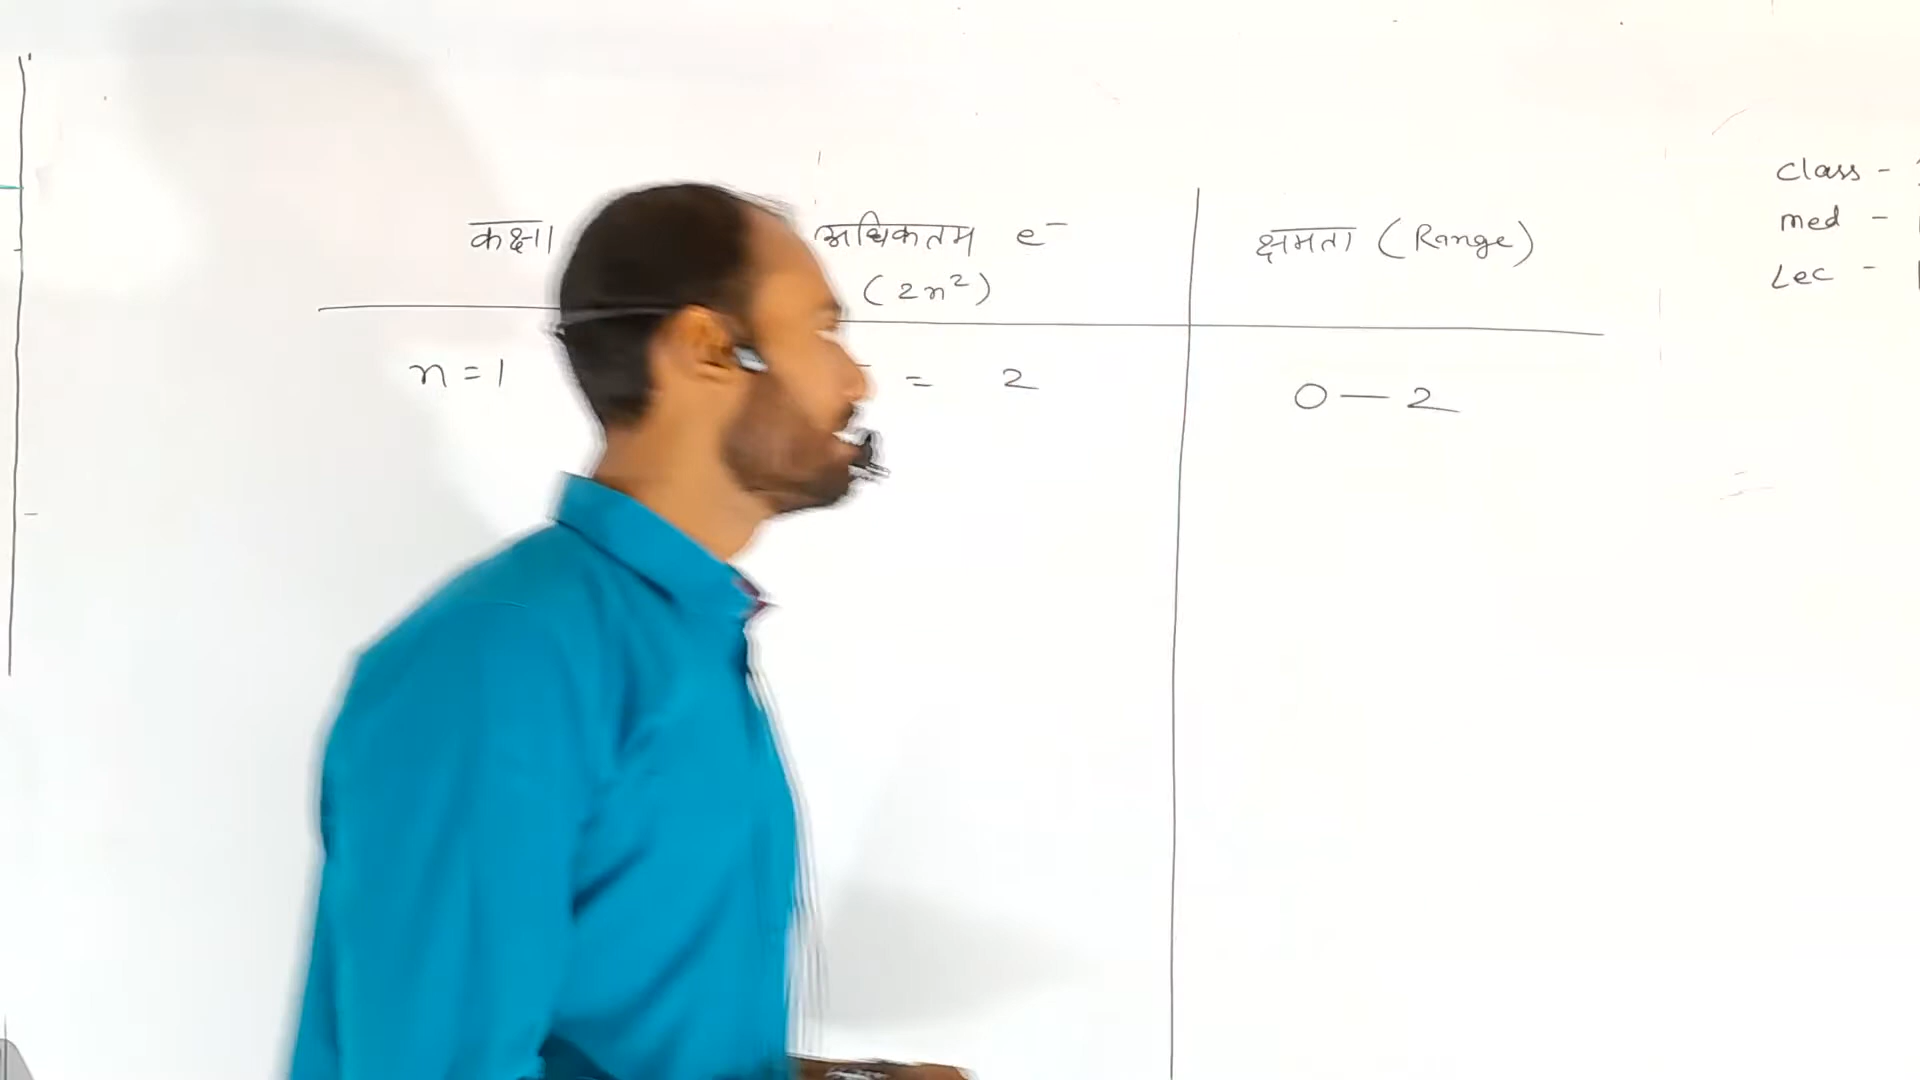 कक्षा अधिकतम e⁻ क्षमता (Range)
(2n²)
n = 1 = 2 0 — 2
class -
med -
Lec -